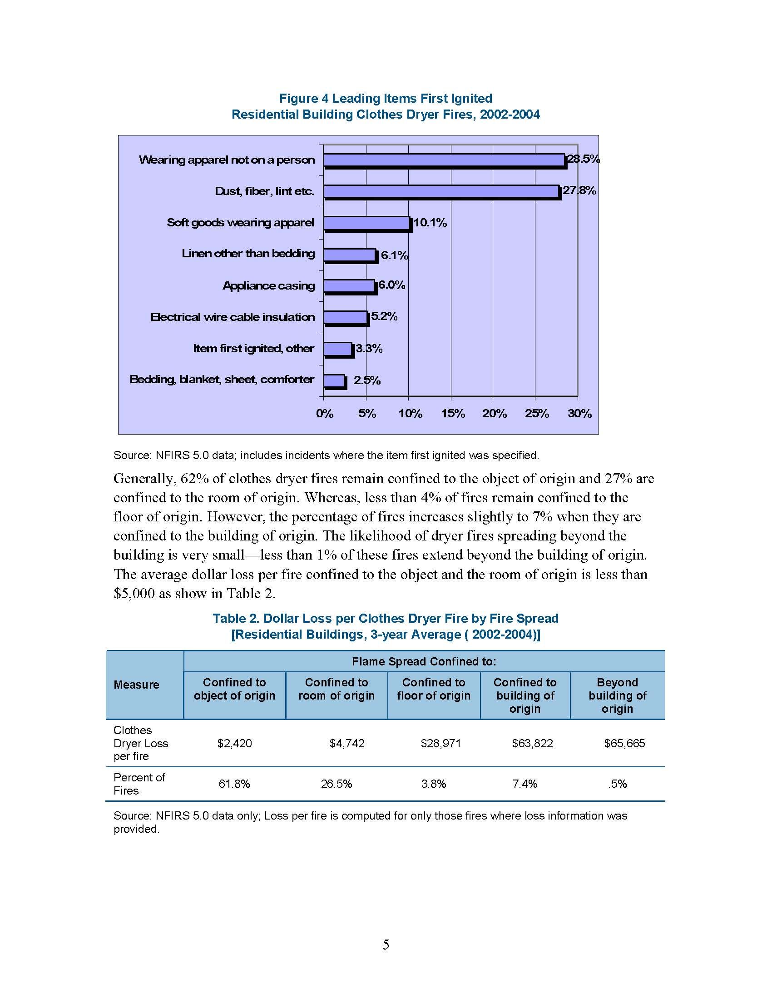 Figure 4 Leading Items First Ignited
Residential Building Clothes Dryer Fires, 2002-2004
Wearing apparel not on a person 28.5%
Dust, fiber, lint etc. 27.8%
Soft goods wearing apparel 10.1%
Linen other than bedding 6.1%
Appliance casing 6.0%
Electrical wire cable insulation 5.2%
Item first ignited, other 3.3%
Bedding, blanket, sheet, comforter 2.5%
0% 5% 10% 15% 20% 25% 30%
Source: NFIRS 5.0 data; includes incidents where the item first ignited was specified.
Generally, 62% of clothes dryer fires remain confined to the object of origin and 27% are
confined to the room of origin. Whereas, less than 4% of fires remain confined to the
floor of origin. However, the percentage of fires increases slightly to 7% when they are
confined to the building of origin. The likelihood of dryer fires spreading beyond the
building is very small—less than 1% of these fires extend beyond the building of origin.
The average dollar loss per fire confined to the object and the room of origin is less than
$5,000 as show in Table 2.
Table 2. Dollar Loss per Clothes Dryer Fire by Fire Spread
[Residential Buildings, 3-year Average ( 2002-2004)]
Flame Spread Confined to:
Measure
Confined to
object of origin
Confined to
room of origin
Confined to
floor of origin
Confined to
building of
origin
Beyond
building of
origin
Clothes
Dryer Loss
per fire
$2,420 $4,742 $28,971 $63,822 $65,665
Percent of
Fires
61.8% 26.5% 3.8% 7.4% .5%
Source: NFIRS 5.0 data only; Loss per fire is computed for only those fires where loss information was
provided.
5